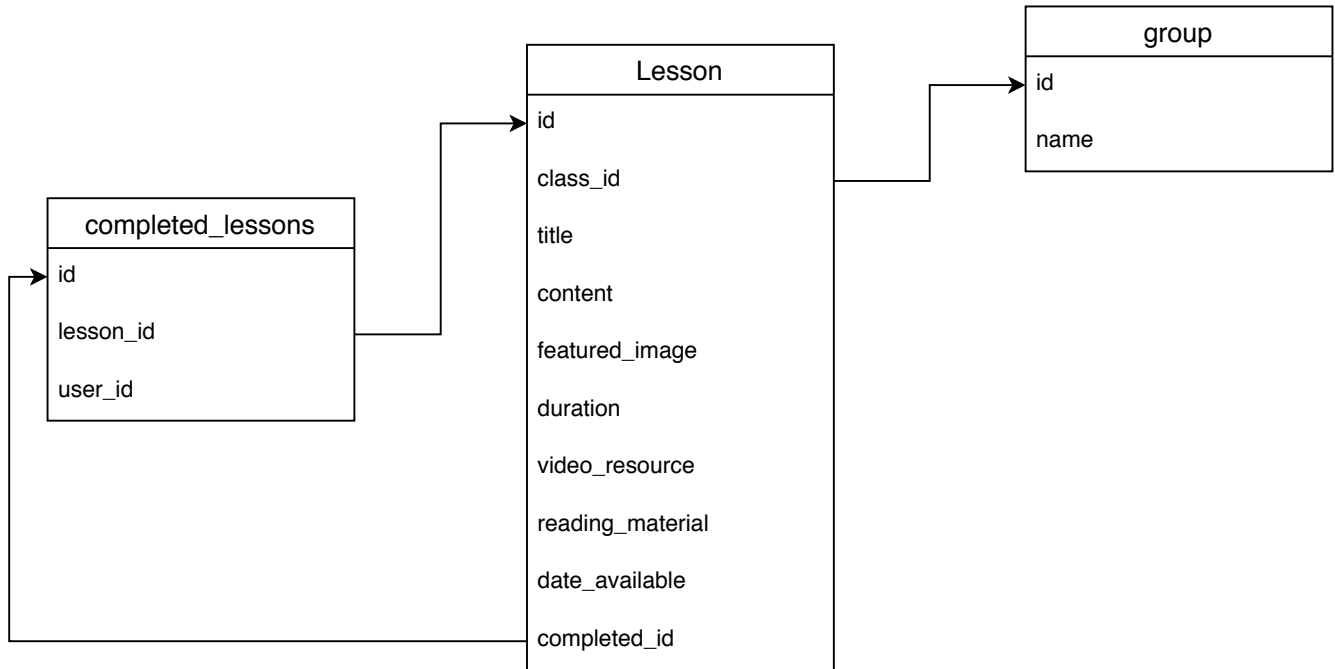 completed_lessons
id
lesson_id
user_id
Lesson
id
class_id
title
content
featured_image
duration
video_resource
reading_material
date_available
completed_id
group
id
name